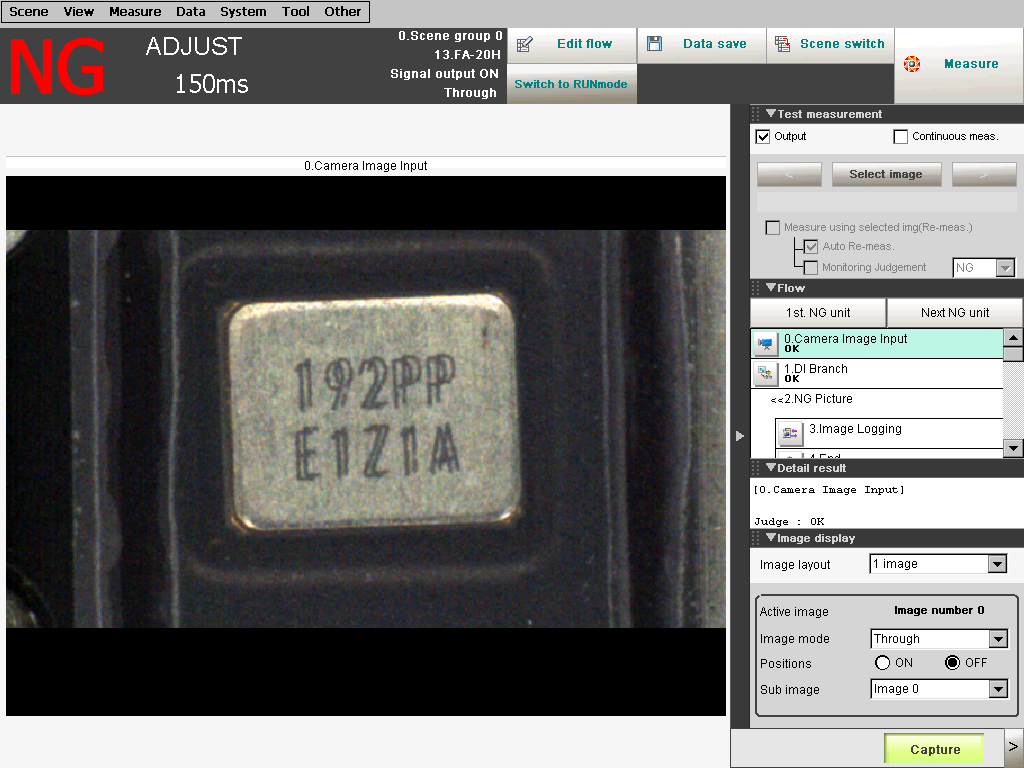 Scene View Measure Data System Tool Other
NG
ADJUST
150ms
0.Scene group 0
13.FA-20H
Signal output ON
Through
Edit flow
Data save
Scene switch
Switch to RUNmode
Measure
0.Camera Image Input
192PP
E1Z1A
Test measurement
Output
Continuous meas.
<
Select image
>
Measure using selected img(Re-meas.)
Auto Re-meas.
Monitoring Judgement
NG
Flow
1st. NG unit
Next NG unit
0.Camera Image Input
OK
1.DI Branch
OK
<<2.NG Picture
3.Image Logging
4.End
Detail result
[0.Camera Image Input]
Judge : OK
Image display
Image layout
1 image
Active image
Image number 0
Image mode
Through
Positions
ON
OFF
Sub image
Image 0
Capture
>